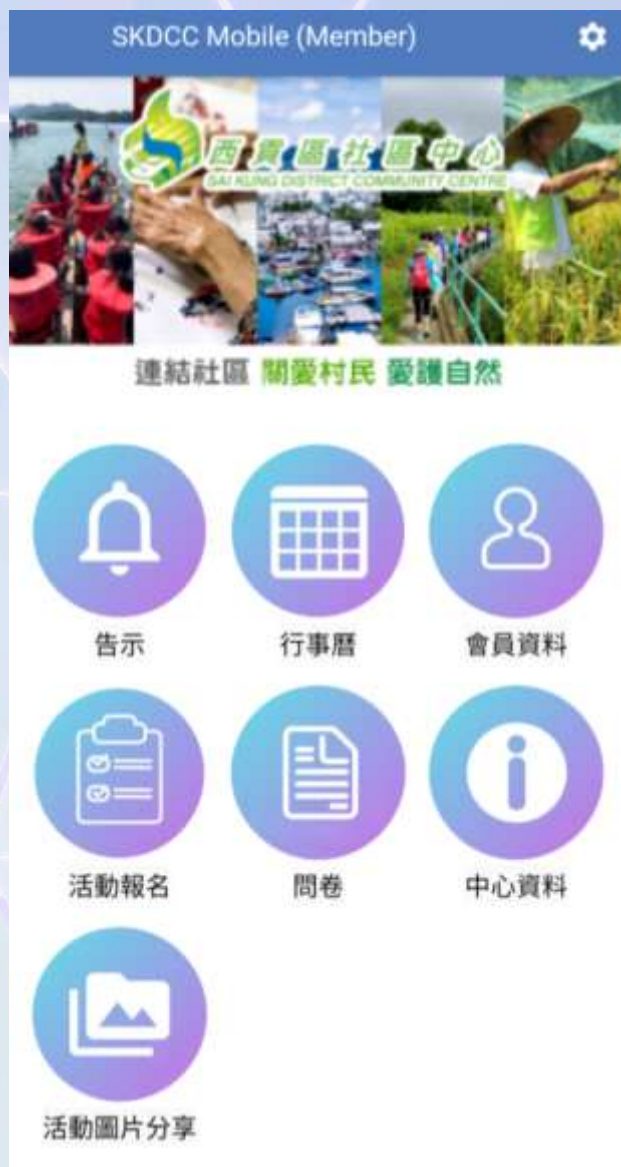 SKDCC Mobile (Member)
西貢區社區中心
SAI KUNG DISTRICT COMMUNITY CENTRE
連結社區 關愛村民 愛護自然
告示
行事曆
會員資料
活動報名
問卷
中心資料
活動圖片分享